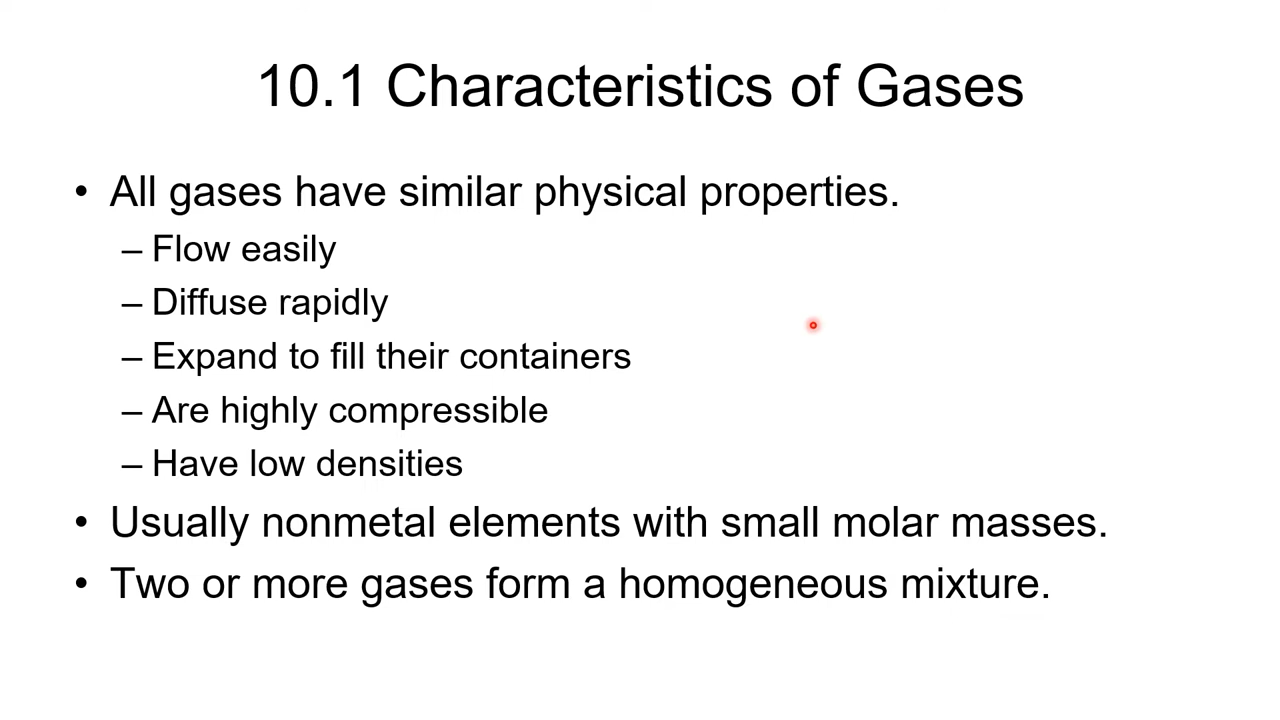 10.1 Characteristics of Gases
• All gases have similar physical properties.
– Flow easily
– Diffuse rapidly
– Expand to fill their containers
– Are highly compressible
– Have low densities
• Usually nonmetal elements with small molar masses.
• Two or more gases form a homogeneous mixture.